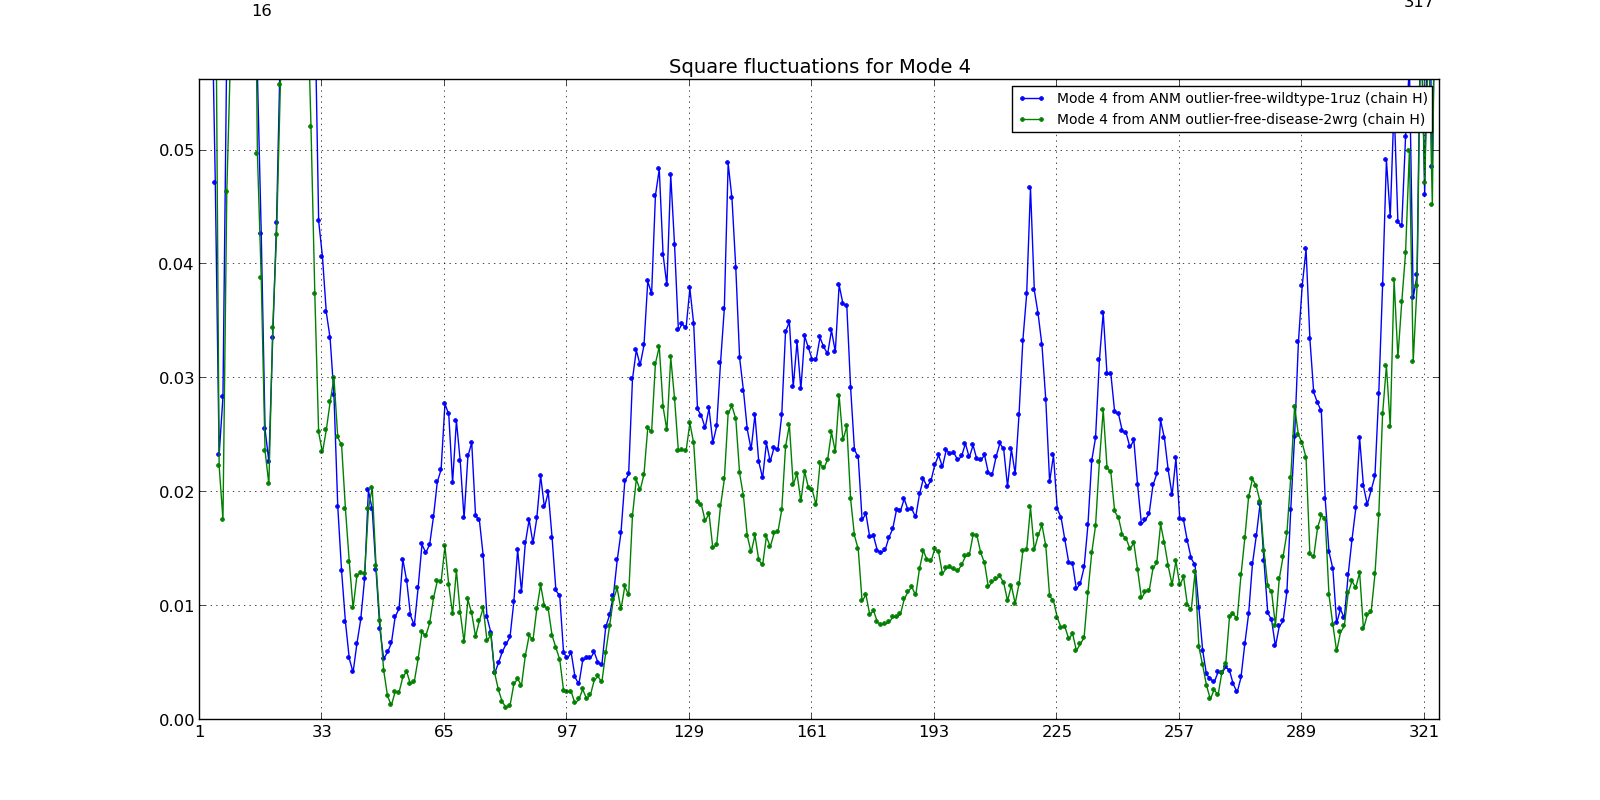 16
317
Square fluctuations for Mode 4
Mode 4 from ANM outlier-free-wildtype-1ruz (chain H)
Mode 4 from ANM outlier-free-disease-2wrg (chain H)
0.05
0.04
0.03
0.02
0.01
0.00
1 33 65 97 129 161 193 225 257 289 321